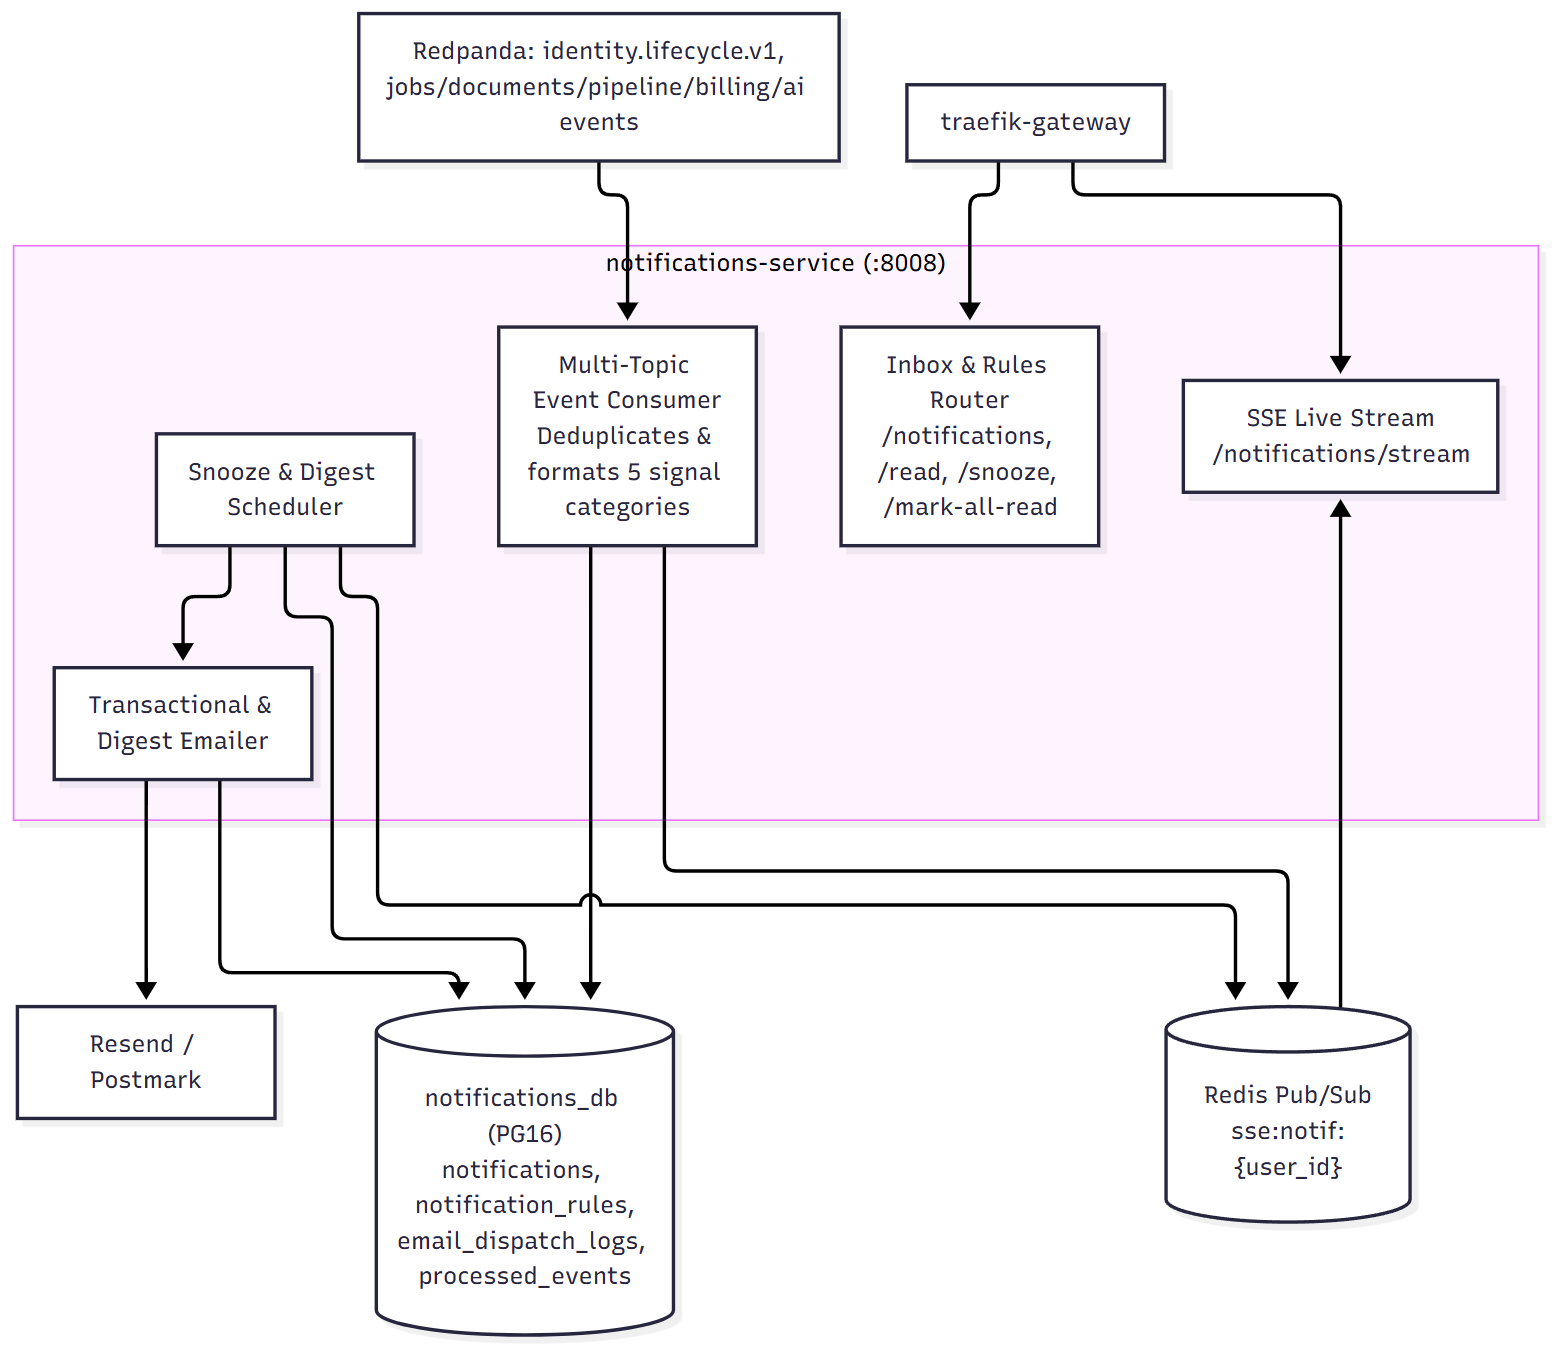 Redpanda: identity.lifecycle.v1,
jobs/documents/pipeline/billing/ai
events
traefik-gateway
notifications-service (:8008)
Multi-Topic
Event Consumer
Deduplicates &
formats 5 signal
categories
Inbox & Rules
Router
/notifications,
/read, /snooze,
/mark-all-read
SSE Live Stream
/notifications/stream
Snooze & Digest
Scheduler
Transactional &
Digest Emailer
Resend /
Postmark
notifications_db
(PG16)
notifications,
notification_rules,
email_dispatch_logs,
processed_events
Redis Pub/Sub
sse:notif:
{user_id}